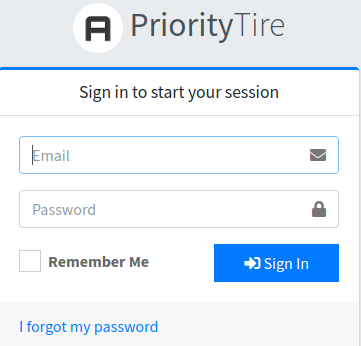 PriorityTire
Sign in to start your session
Email
Password
Remember Me
Sign In
I forgot my password